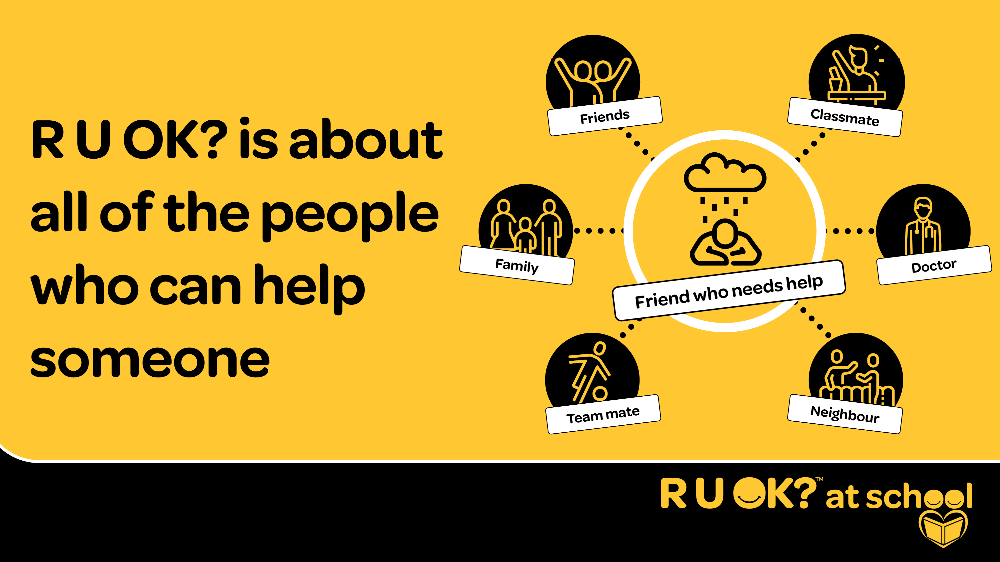 R U OK? is about
all of the people
who can help
someone
Friends
Classmate
Family
Doctor
Friend who needs help
Team mate
Neighbour
R U OK?™ at school